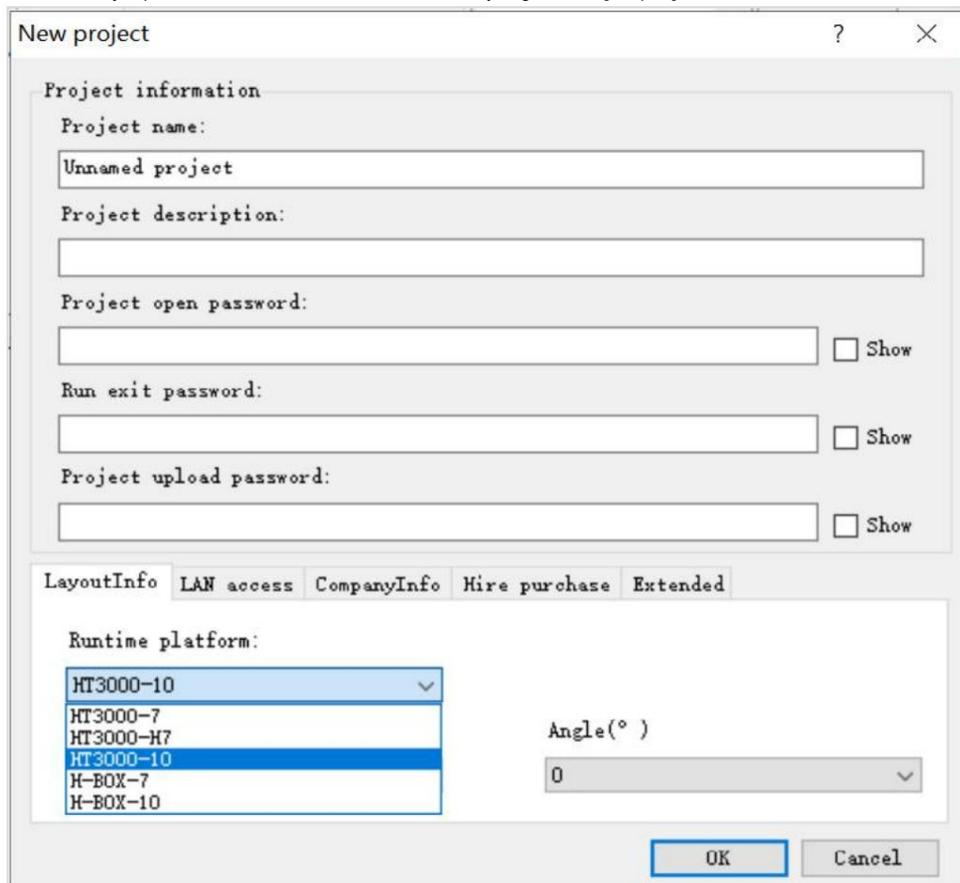 New project ?
Project information
Project name:
Unnamed project
Project description:
Project open password:
Show
Run exit password:
Show
Project upload password:
Show
LayoutInfo LAN access CompanyInfo Hire purchase Extended
Runtime platform:
HT3000-10
HT3000-7
HT3000-H7
HT3000-10
H-BOX-7
H-BOX-10
Angle(° )
0
OK Cancel